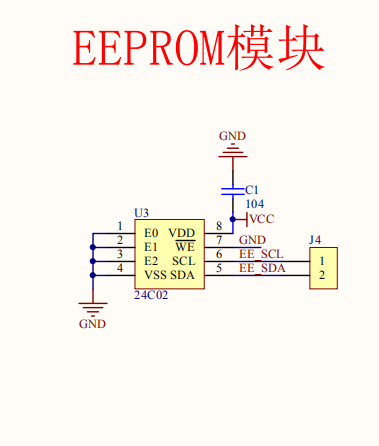 EEPROM模块
GND
C1
104
VCC
U3
1 E0 VDD 8
2 E1 WE 7 GND
3 E2 SCL 6 EE_SCL
4 VSS SDA 5 EE_SDA
24C02
J4
1
2
GND